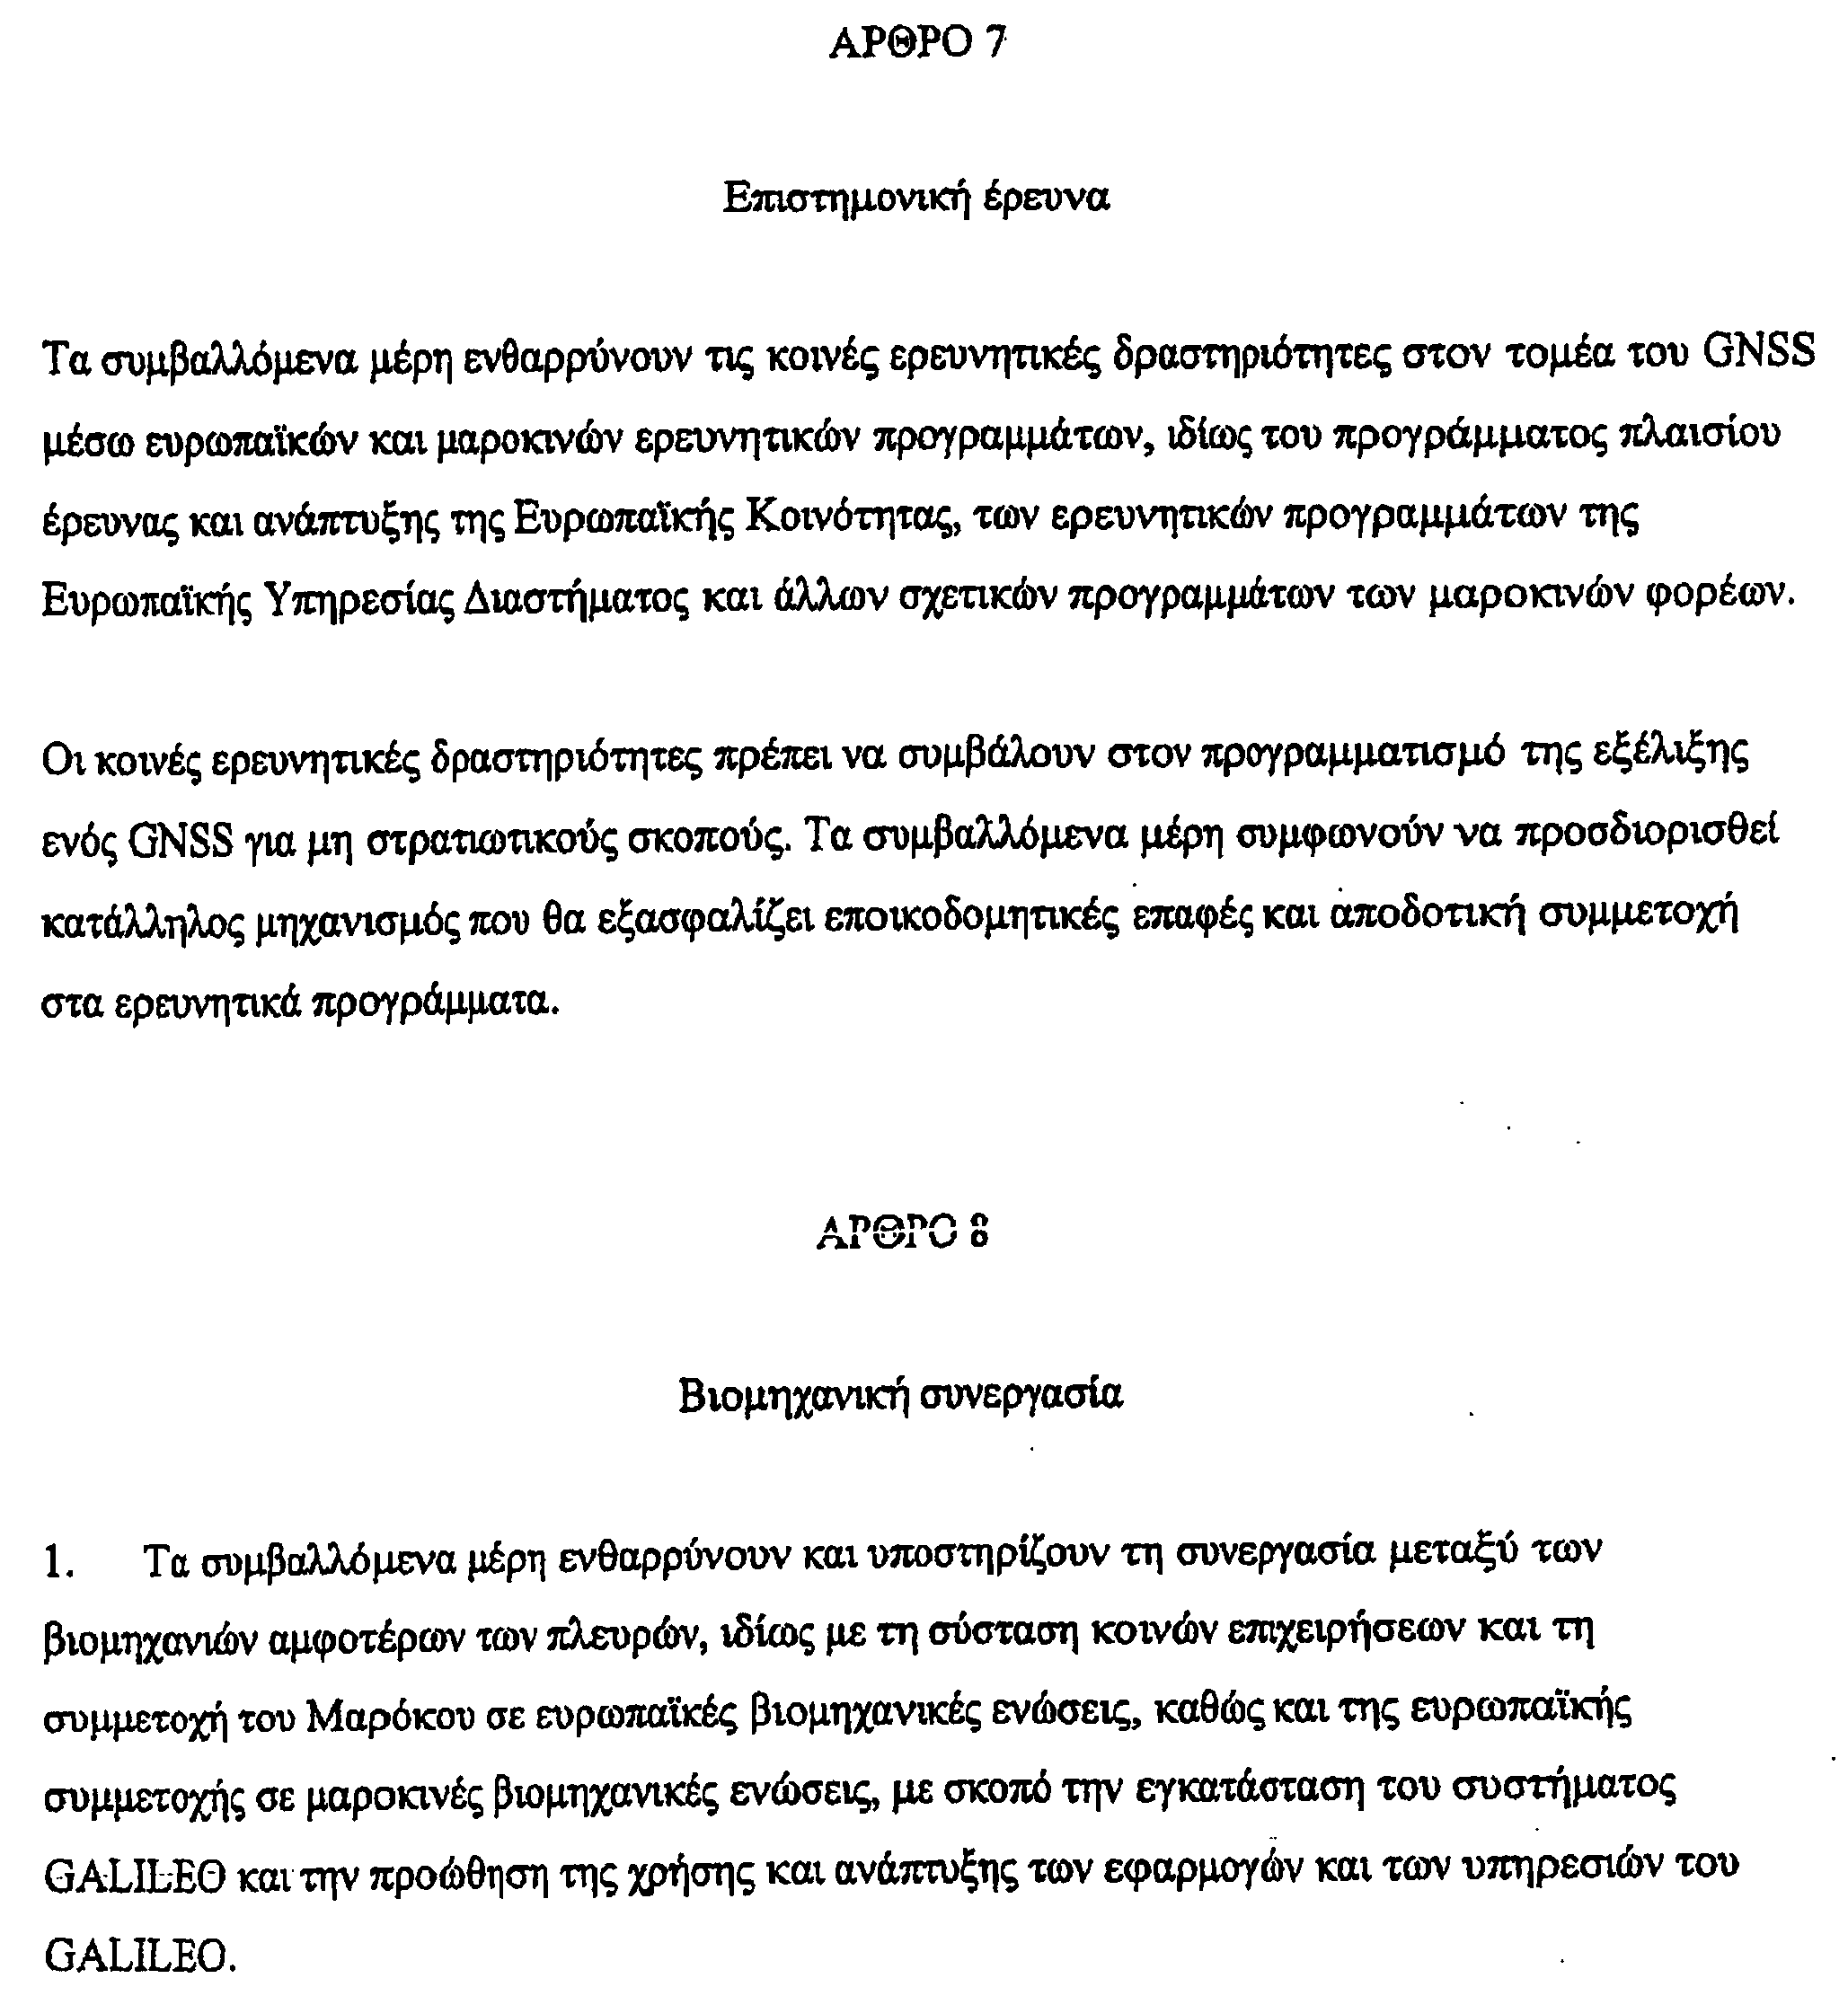 ΑΡΘΡΟ 7
Επιστημονική έρευνα
Τα συμβαλλόμενα μέρη ενθαρρύνουν τις κοινές ερευνητικές δραστηριότητες στον τομέα του GNSS
μέσω ευρωπαϊκών και μαροκινών ερευνητικών προγραμμάτων, ιδίως του προγράμματος πλαισίου
έρευνας και ανάπτυξης της Ευρωπαϊκής Κοινότητας, των ερευνητικών προγραμμάτων της
Ευρωπαϊκής Υπηρεσίας Διαστήματος και άλλων σχετικών προγραμμάτων των μαροκινών φορέων.
Οι κοινές ερευνητικές δραστηριότητες πρέπει να συμβάλουν στον προγραμματισμό της εξέλιξης
ενός GNSS για μη στρατιωτικούς σκοπούς. Τα συμβαλλόμενα μέρη συμφωνούν να προσδιορισθεί
κατάλληλος μηχανισμός που θα εξασφαλίζει εποικοδομητικές επαφές και αποδοτική συμμετοχή
στα ερευνητικά προγράμματα.
ΑΡΘΡΟ 8
Βιομηχανική συνεργασία
1. Τα συμβαλλόμενα μέρη ενθαρρύνουν και υποστηρίζουν τη συνεργασία μεταξύ των
βιομηχανιών αμφοτέρων των πλευρών, ιδίως με τη σύσταση κοινών επιχειρήσεων και τη
συμμετοχή του Μαρόκου σε ευρωπαϊκές βιομηχανικές ενώσεις, καθώς και της ευρωπαϊκής
συμμετοχής σε μαροκινές βιομηχανικές ενώσεις, με σκοπό την εγκατάσταση του συστήματος
GALILEO και την προώθηση της χρήσης και ανάπτυξης των εφαρμογών και των υπηρεσιών του
GALILEO.